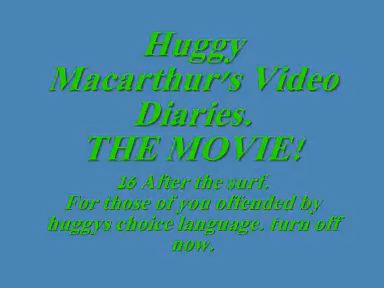 Huggy
Macarthur's Video
Diaries.
THE MOVIE!
26 After the surf.
For those of you offended by
huggys choice language. turn off
now.